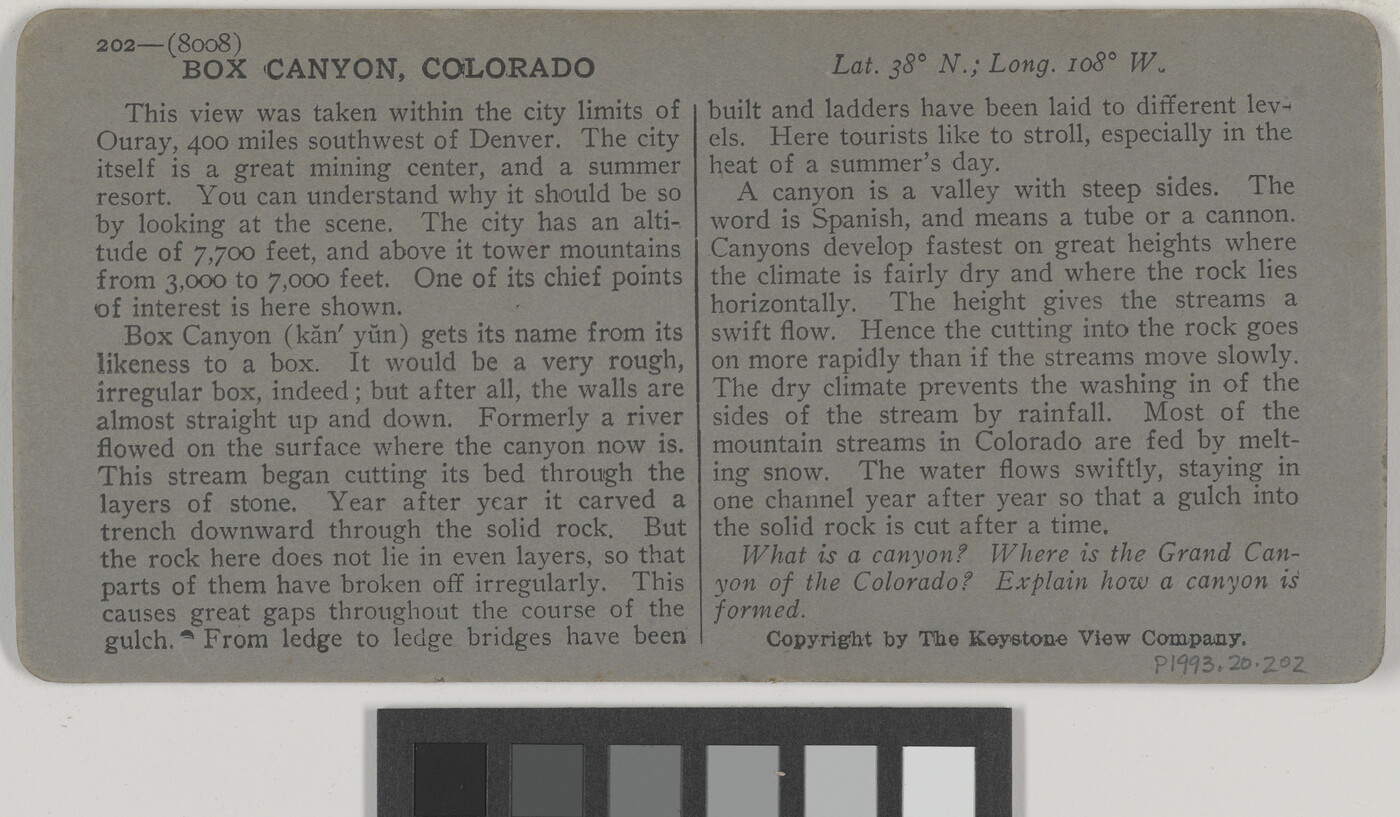 202—(8008)
BOX CANYON, COLORADO
Lat. 38° N.; Long. 108° W.
This view was taken within the city limits of
Ouray, 400 miles southwest of Denver. The city
itself is a great mining center, and a summer
resort. You can understand why it should be so
by looking at the scene. The city has an alti-
tude of 7,700 feet, and above it tower mountains
from 3,000 to 7,000 feet. One of its chief points
of interest is here shown.
Box Canyon (kăn′ yŭn) gets its name from its
likeness to a box. It would be a very rough,
irregular box, indeed; but after all, the walls are
almost straight up and down. Formerly a river
flowed on the surface where the canyon now is.
This stream began cutting its bed through the
layers of stone. Year after year it carved a
trench downward through the solid rock. But
the rock here does not lie in even layers, so that
parts of them have broken off irregularly. This
causes great gaps throughout the course of the
gulch. From ledge to ledge bridges have been
built and ladders have been laid to different lev-
els. Here tourists like to stroll, especially in the
heat of a summer's day.
A canyon is a valley with steep sides. The
word is Spanish, and means a tube or a cannon.
Canyons develop fastest on great heights where
the climate is fairly dry and where the rock lies
horizontally. The height gives the streams a
swift flow. Hence the cutting into the rock goes
on more rapidly than if the streams move slowly.
The dry climate prevents the washing in of the
sides of the stream by rainfall. Most of the
mountain streams in Colorado are fed by melt-
ing snow. The water flows swiftly, staying in
one channel year after year so that a gulch into
the solid rock is cut after a time.
What is a canyon? Where is the Grand Can-
yon of the Colorado? Explain how a canyon is
formed.
Copyright by The Keystone View Company.
P1993.20.202